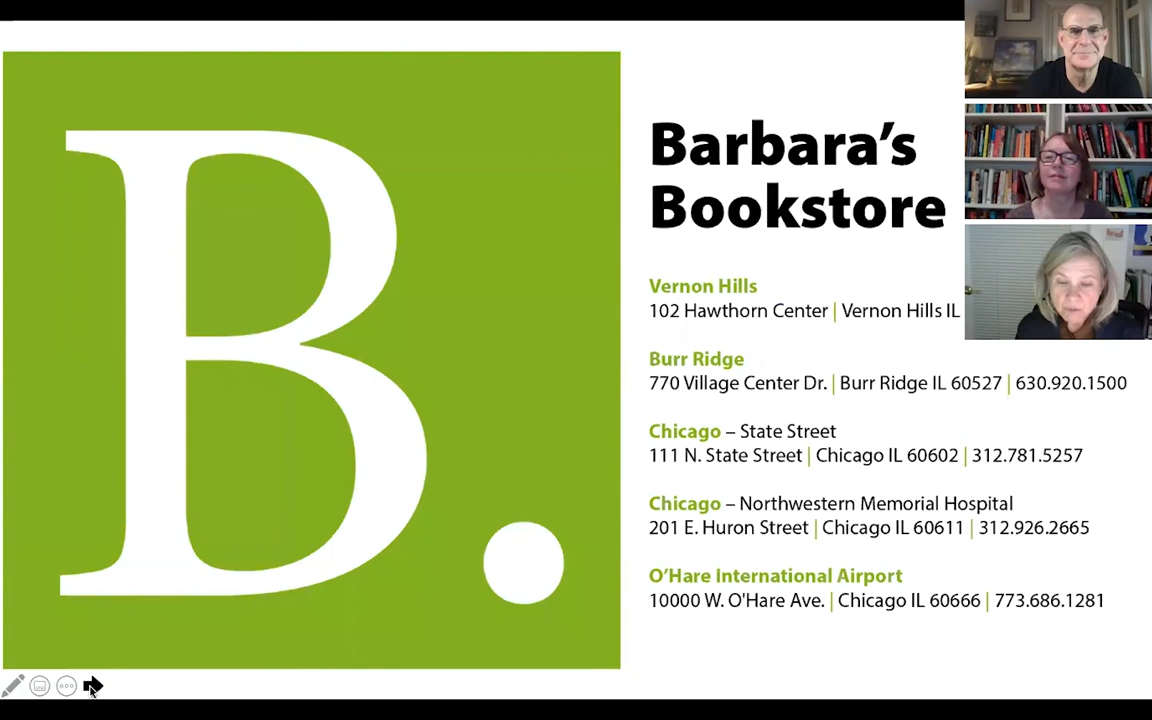 B.
Barbara's
Bookstore
Vernon Hills
102 Hawthorn Center | Vernon Hills IL
Burr Ridge
770 Village Center Dr. | Burr Ridge IL 60527 | 630.920.1500
Chicago – State Street
111 N. State Street | Chicago IL 60602 | 312.781.5257
Chicago – Northwestern Memorial Hospital
201 E. Huron Street | Chicago IL 60611 | 312.926.2665
O'Hare International Airport
10000 W. O'Hare Ave. | Chicago IL 60666 | 773.686.1281